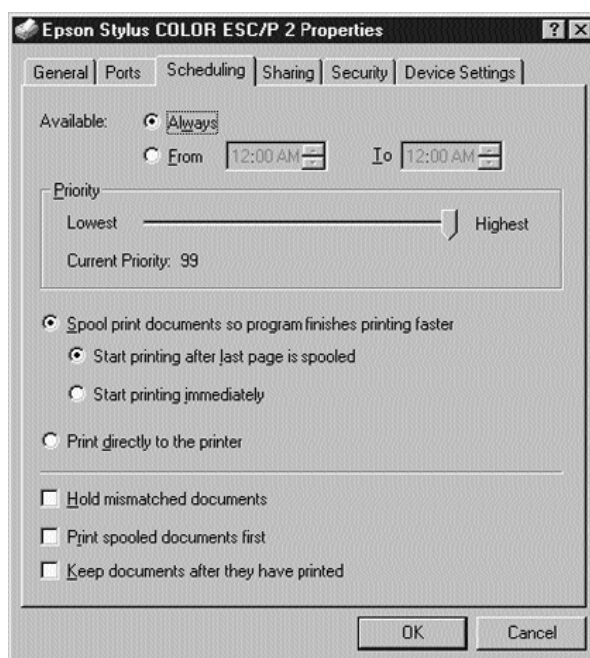 Epson Stylus COLOR ESC/P 2 Properties
General Ports Scheduling Sharing Security Device Settings
Available: Always
From 12:00 AM To 12:00 AM
Priority
Lowest Highest
Current Priority: 99
Spool print documents so program finishes printing faster
Start printing after last page is spooled
Start printing immediately
Print directly to the printer
Hold mismatched documents
Print spooled documents first
Keep documents after they have printed
OK Cancel